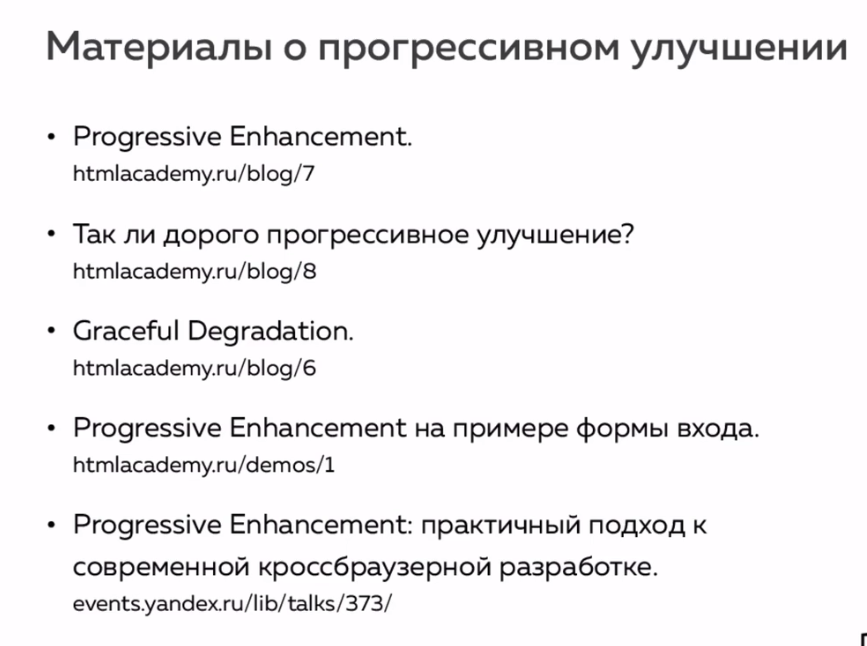 Материалы о прогрессивном улучшении
• Progressive Enhancement.
htmlacademy.ru/blog/7
• Так ли дорого прогрессивное улучшение?
htmlacademy.ru/blog/8
• Graceful Degradation.
htmlacademy.ru/blog/6
• Progressive Enhancement на примере формы входа.
htmlacademy.ru/demos/1
• Progressive Enhancement: практичный подход к
современной кроссбраузерной разработке.
events.yandex.ru/lib/talks/373/